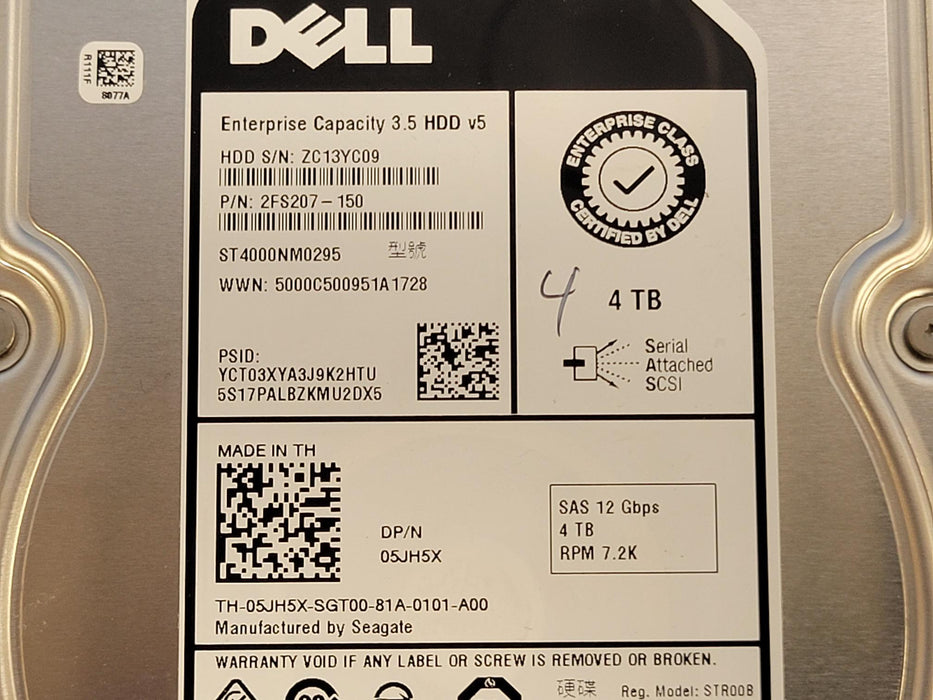 DELL
R111F
8077A
Enterprise Capacity 3.5 HDD v5
HDD S/N: ZC13YC09
P/N: 2FS207-150
ST4000NM0295 型號
WWN: 5000C500951A1728
PSID:
YCT03XYA3J9K2HTU
5S17PALBZKMU2DX5
ENTERPRISE CLASS
CERTIFIED BY DELL
4
4 TB
Serial
Attached
SCSI
MADE IN TH
DP/N
05JH5X
SAS 12 Gbps
4 TB
RPM 7.2K
TH-05JH5X-SGT00-81A-0101-A00
Manufactured by Seagate
WARRANTY VOID IF ANY LABEL OR SCREW IS REMOVED OR BROKEN.
硬碟 Reg. Model: STR008